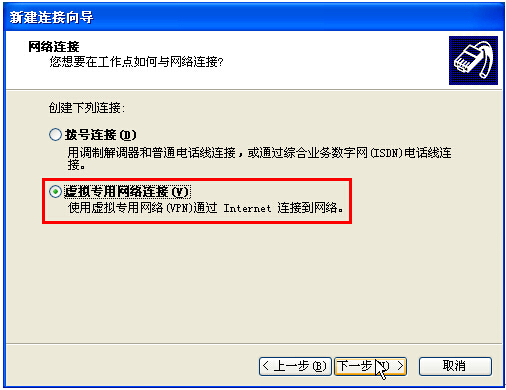 新建连接向导
网络连接
您想要在工作点如何与网络连接?
创建下列连接:
拨号连接(D)
用调制解调器和普通电话线连接，或通过综合业务数字网(ISDN)电话线连
接。
虚拟专用网络连接(V)
使用虚拟专用网络(VPN)通过 Internet 连接到网络。
< 上一步(B) 下一步 >  取消